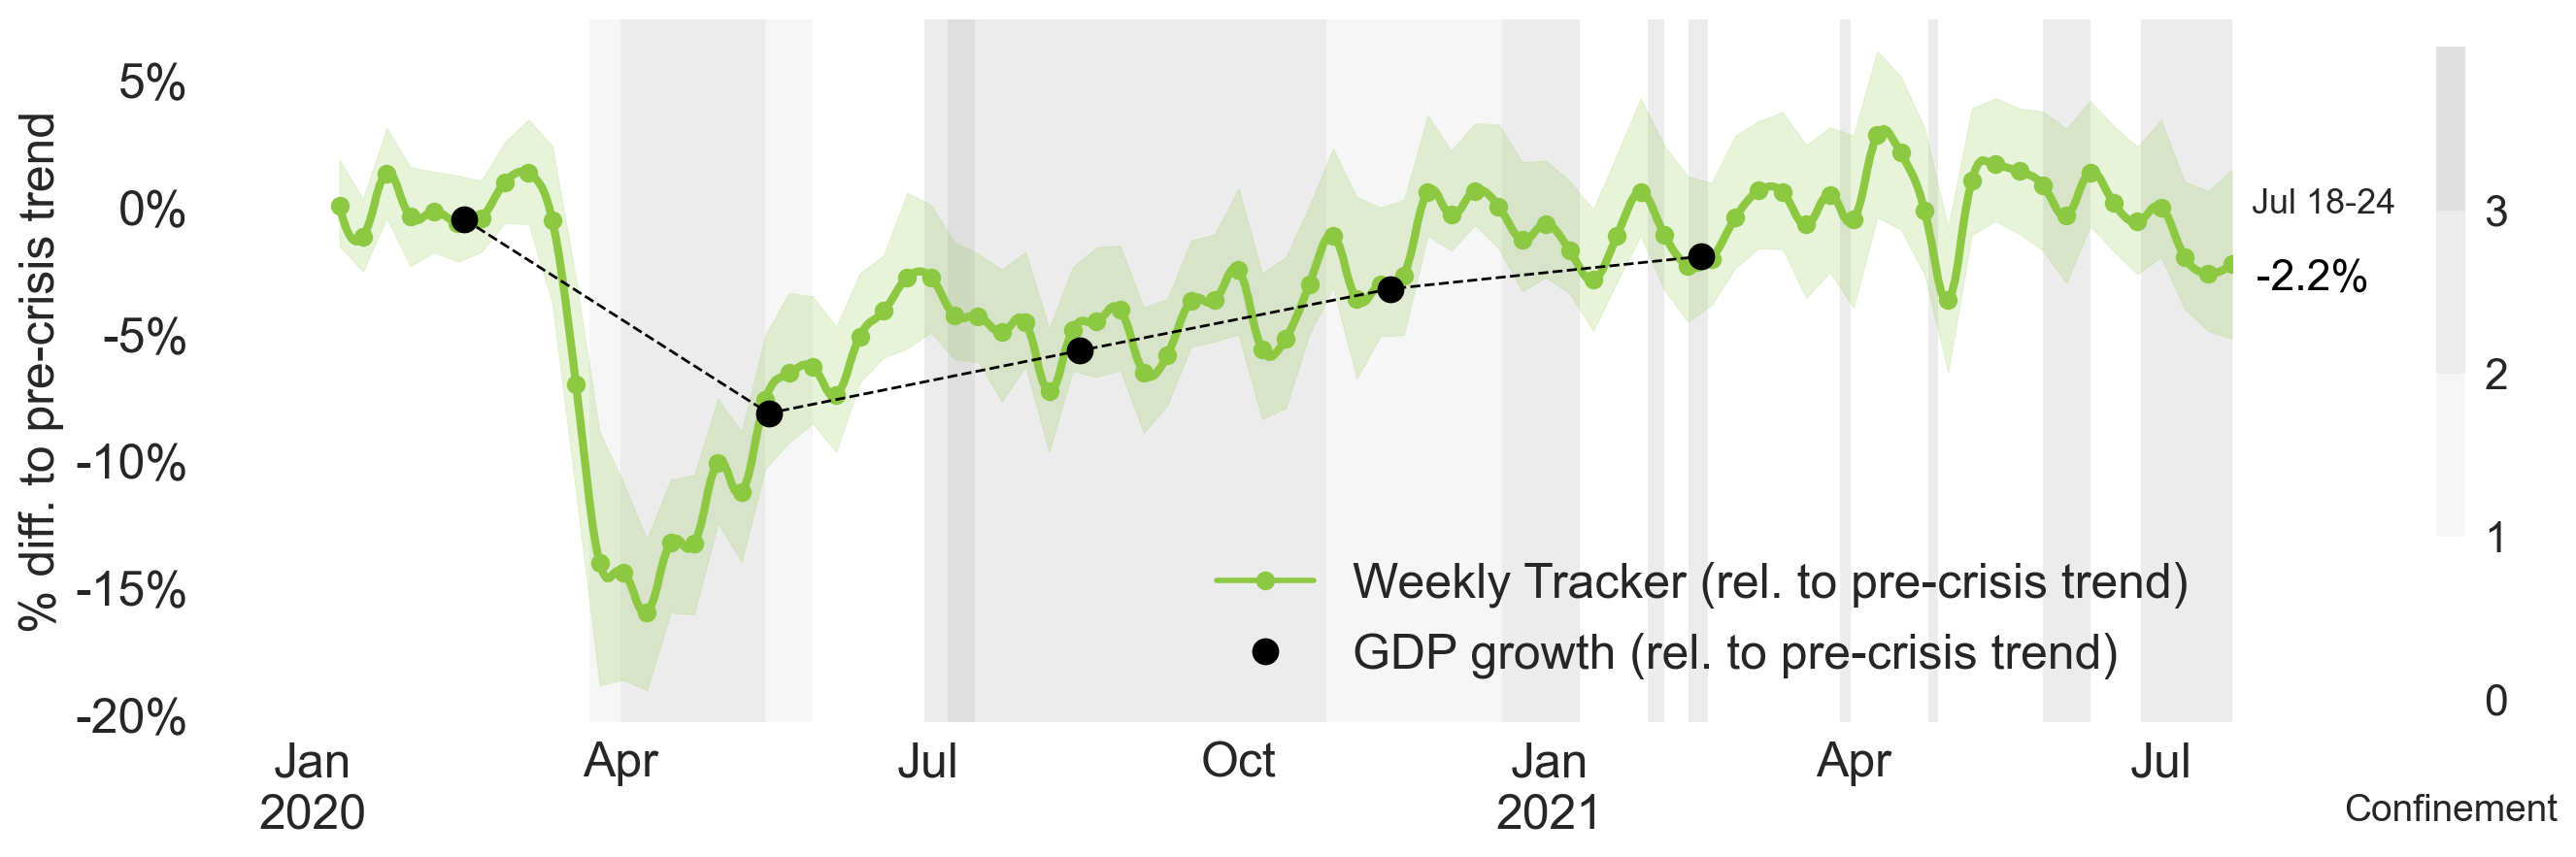 % diff. to pre-crisis trend
5%
0%
-5%
-10%
-15%
-20%
Jan
2020
Apr
Jul
Oct
Jan
2021
Apr
Jul
Weekly Tracker (rel. to pre-crisis trend)
GDP growth (rel. to pre-crisis trend)
Jul 18-24
-2.2%
3
2
1
0
Confinement